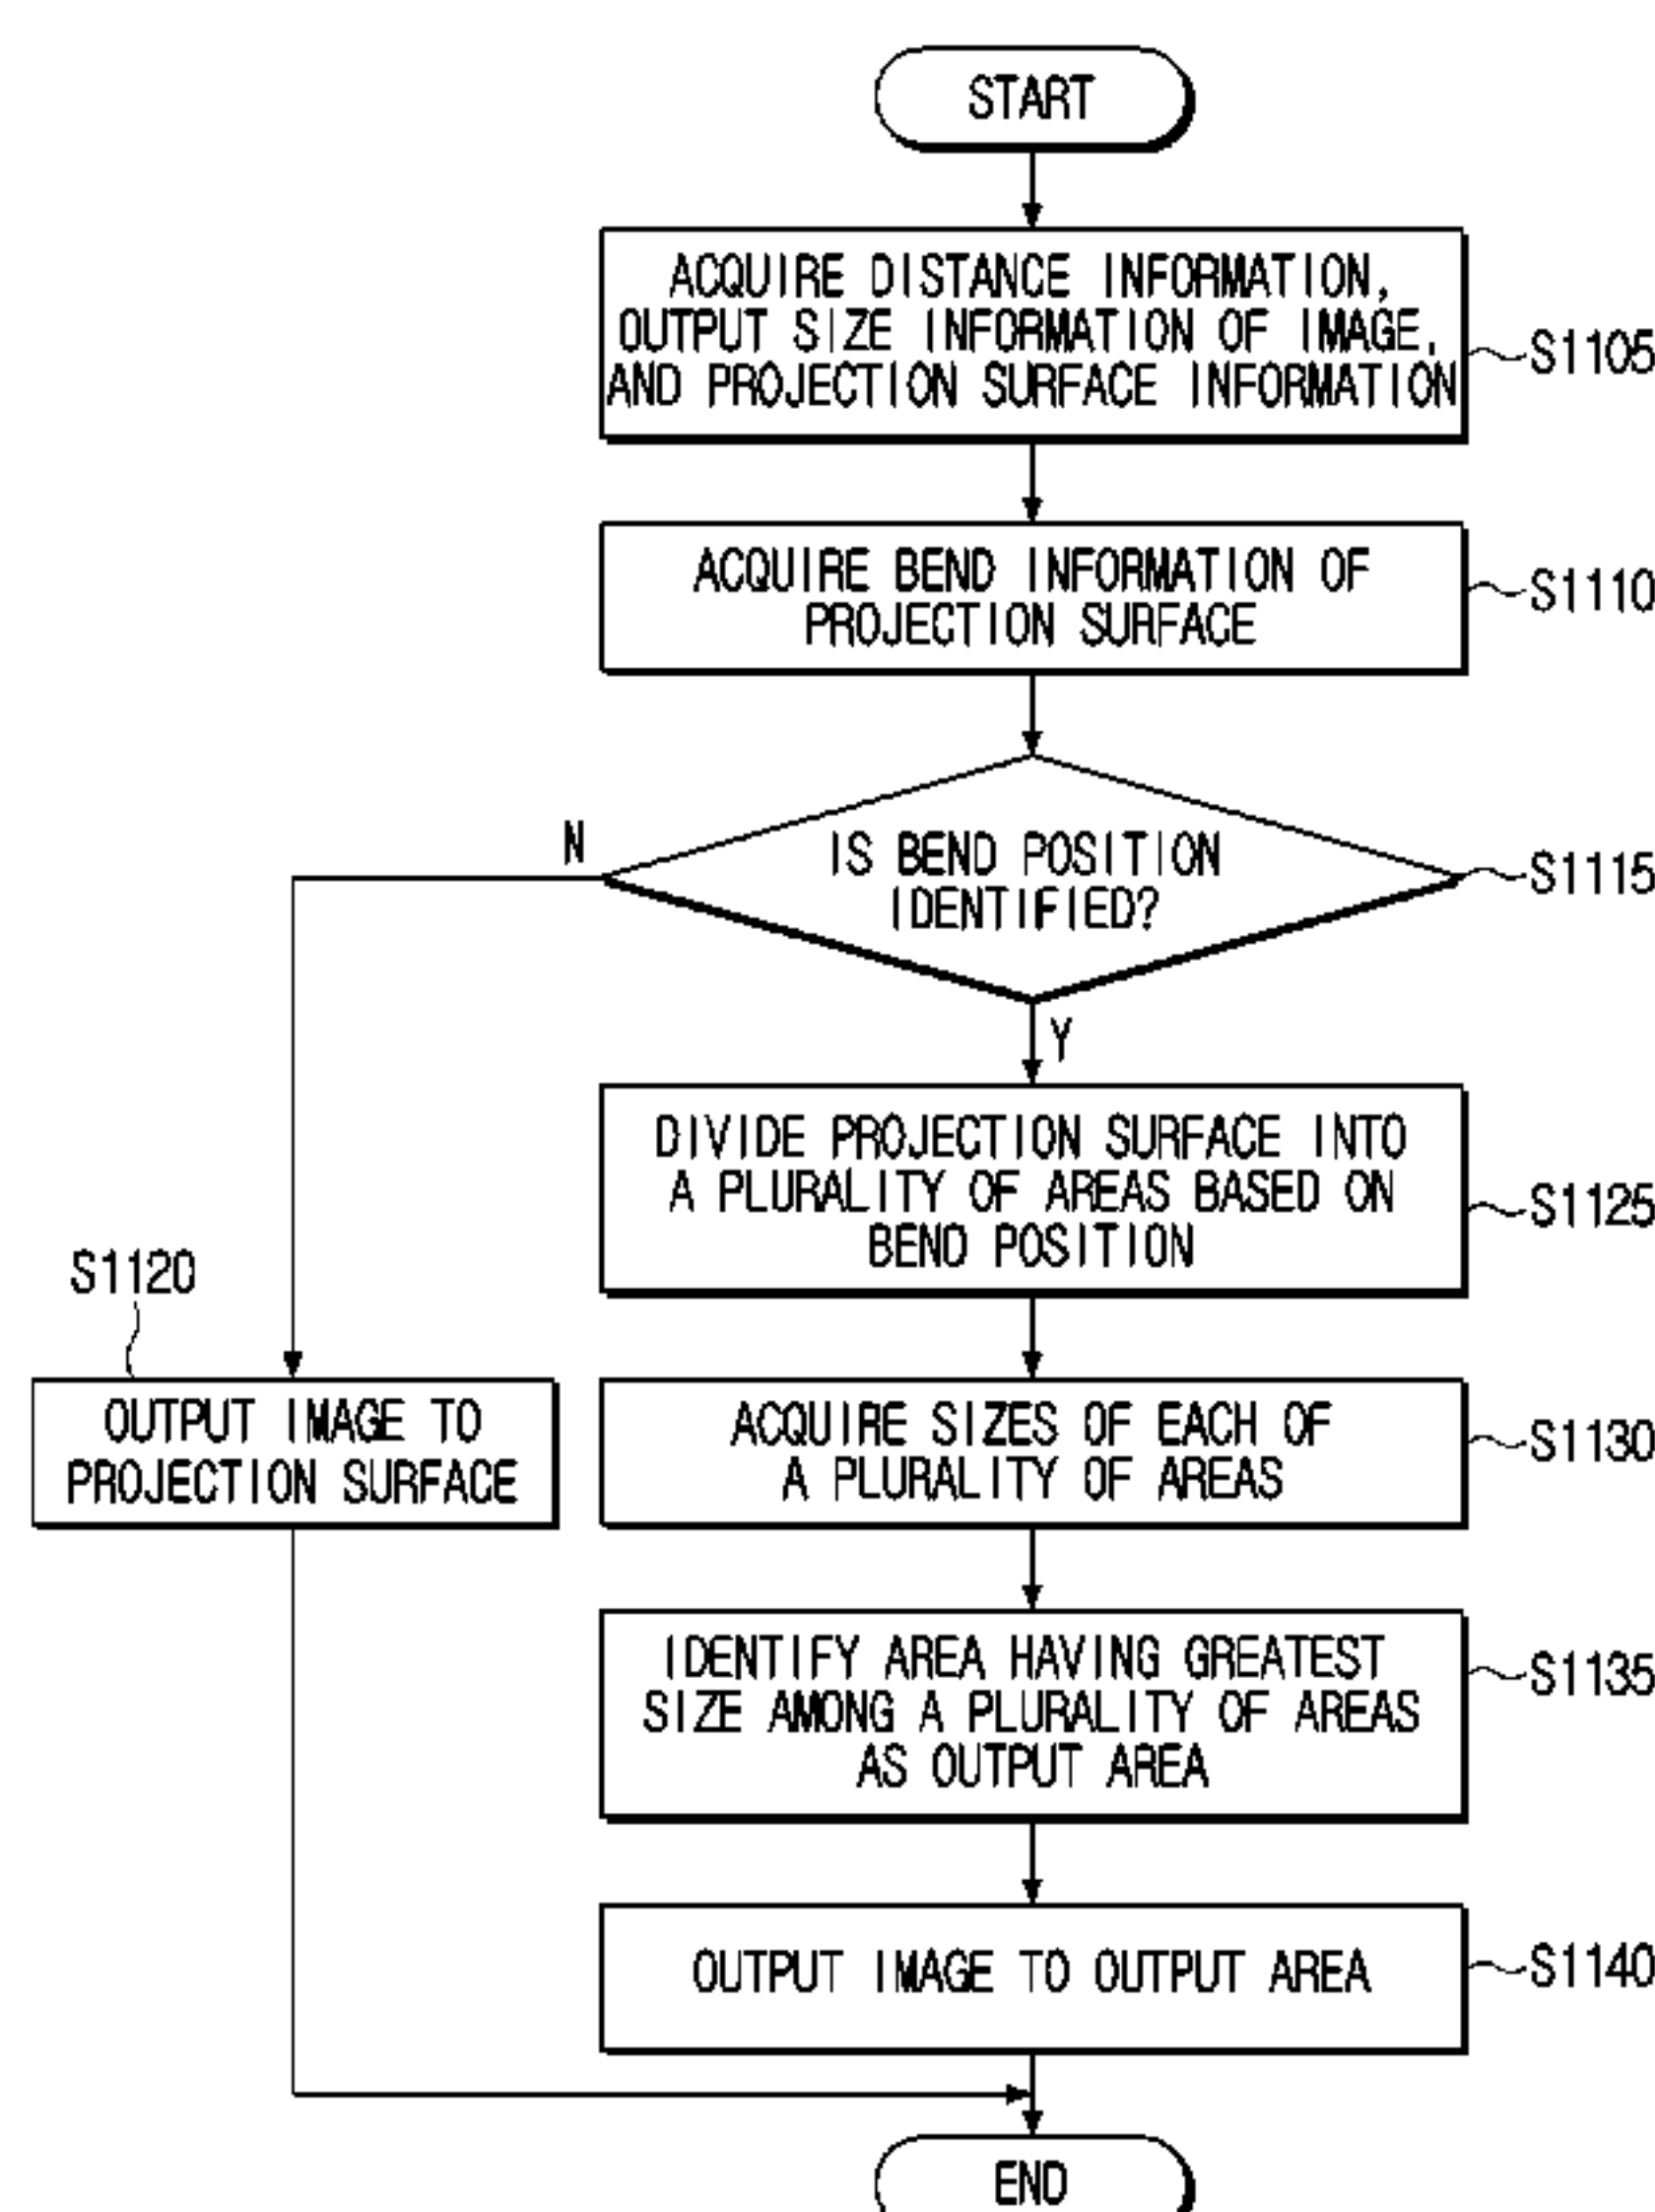 START
ACQUIRE DISTANCE INFORMATION,
OUTPUT SIZE INFORMATION OF IMAGE,
AND PROJECTION SURFACE INFORMATION
S1105
ACQUIRE BEND INFORMATION OF
PROJECTION SURFACE
S1110
N
IS BEND POSITION
IDENTIFIED?
S1115
Y
DIVIDE PROJECTION SURFACE INTO
A PLURALITY OF AREAS BASED ON
BEND POSITION
S1125
S1120
OUTPUT IMAGE TO
PROJECTION SURFACE
ACQUIRE SIZES OF EACH OF
A PLURALITY OF AREAS
S1130
IDENTIFY AREA HAVING GREATEST
SIZE AMONG A PLURALITY OF AREAS
AS OUTPUT AREA
S1135
OUTPUT IMAGE TO OUTPUT AREA
S1140
END